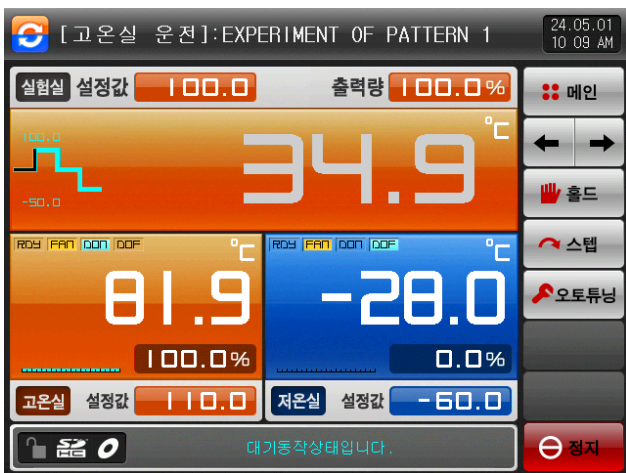 [고온실 운전]:EXPERIMENT OF PATTERN 1
24.05.01
10 09 AM
실험실 설정값 100.0 출력량 100.0%
메인
100.0
-50.0
34.9 °C
홀드
스텝
오토튜닝
RDY FAN DON DOF °C
81.9
100.0%
고온실 설정값 110.0
RDY FAN DON DOF °C
-28.0
0.0%
저온실 설정값 -60.0
대기동작상태입니다.
정지